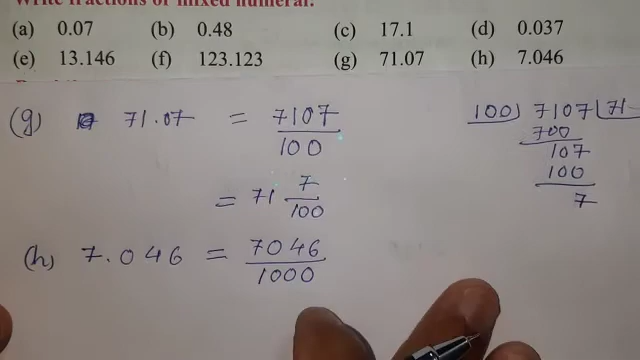 Write fractions or mixed numeral.
(a) 0.07 (b) 0.48 (c) 17.1 (d) 0.037
(e) 13.146 (f) 123.123 (g) 71.07 (h) 7.046
(g) 71.07 = 7107/100
= 71 7/100
(h) 7.046 = 7046/1000
100) 7107 (71
700
107
100
7